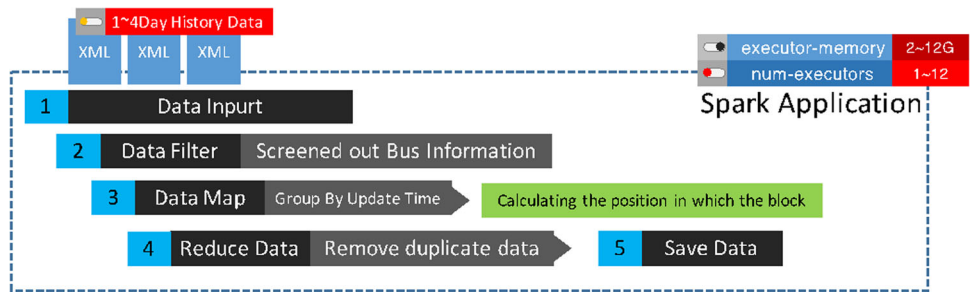 1~4Day History Data
XML XML XML
executor-memory 2~12G
num-executors 1~12
Spark Application
1 Data Inpurt
2 Data Filter Screened out Bus Information
3 Data Map Group By Update Time Calculating the position in which the block
4 Reduce Data Remove duplicate data 5 Save Data